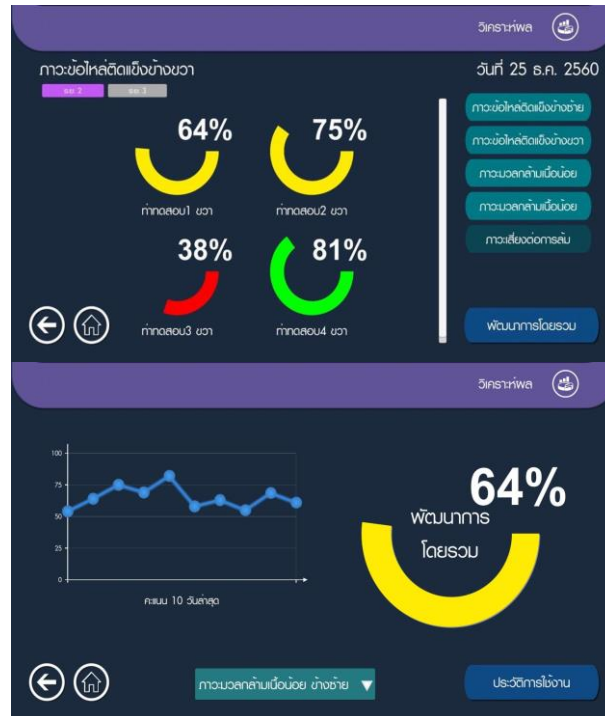 วิเคราะห์ผล
ภาวะข้อไหล่ติดแข็งข้างขวา
วันที่ 25 ธ.ค. 2560
ระยะ 2
ระยะ 3
64%
ท่าทดสอบ1 ขวา
75%
ท่าทดสอบ2 ขวา
38%
ท่าทดสอบ3 ขวา
81%
ท่าทดสอบ4 ขวา
ภาวะข้อไหล่ติดแข็งข้างซ้าย
ภาวะข้อไหล่ติดแข็งข้างขวา
ภาวะมวลกล้ามเนื้อน้อย
ภาวะมวลกล้ามเนื้อน้อย
ภาวะเสี่ยงต่อการล้ม
พัฒนาการโดยรวม
วิเคราะห์ผล
100
75
50
25
0
คะแนน 10 วันล่าสุด
64%
พัฒนาการ
โดยรวม
ภาวะมวลกล้ามเนื้อน้อย ข้างซ้าย
ประวัติการใช้งาน